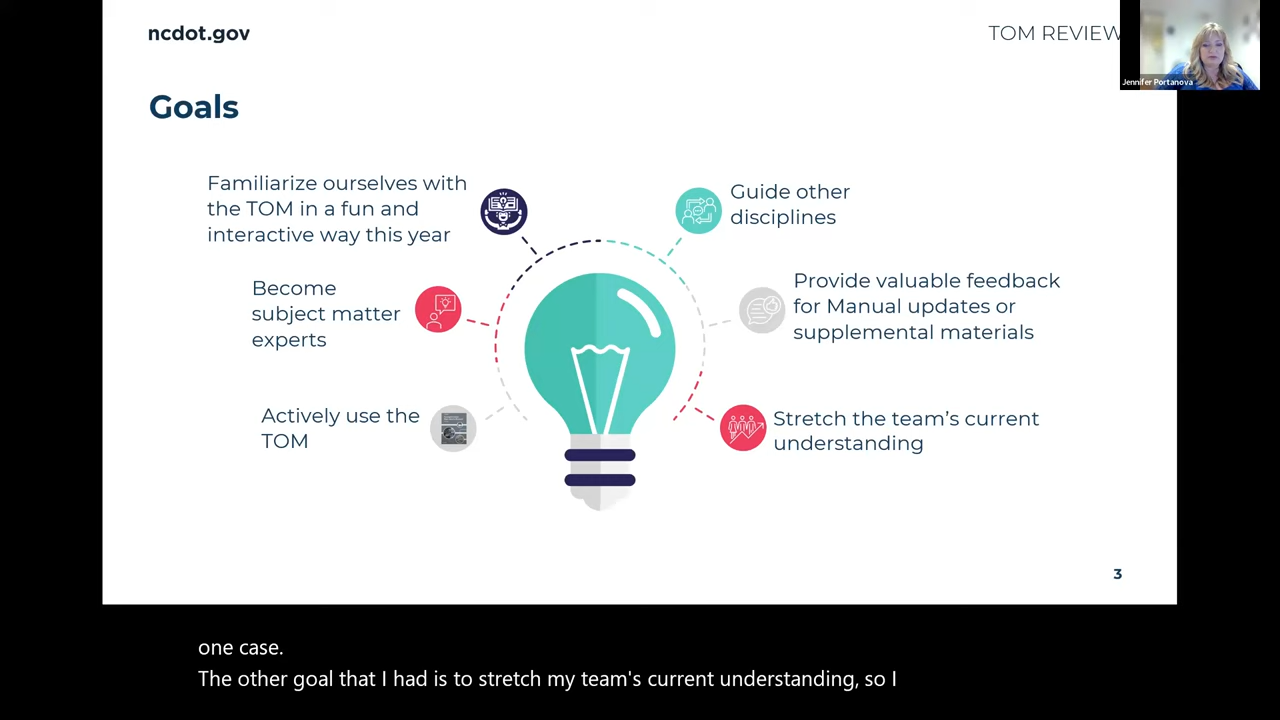 ncdot.gov
TOM REVIEW
Jennifer Portanova
Goals
Familiarize ourselves with
the TOM in a fun and
interactive way this year
Become
subject matter
experts
Actively use the
TOM
Guide other
disciplines
Provide valuable feedback
for Manual updates or
supplemental materials
Stretch the team's current
understanding
3
one case.
The other goal that I had is to stretch my team's current understanding, so I